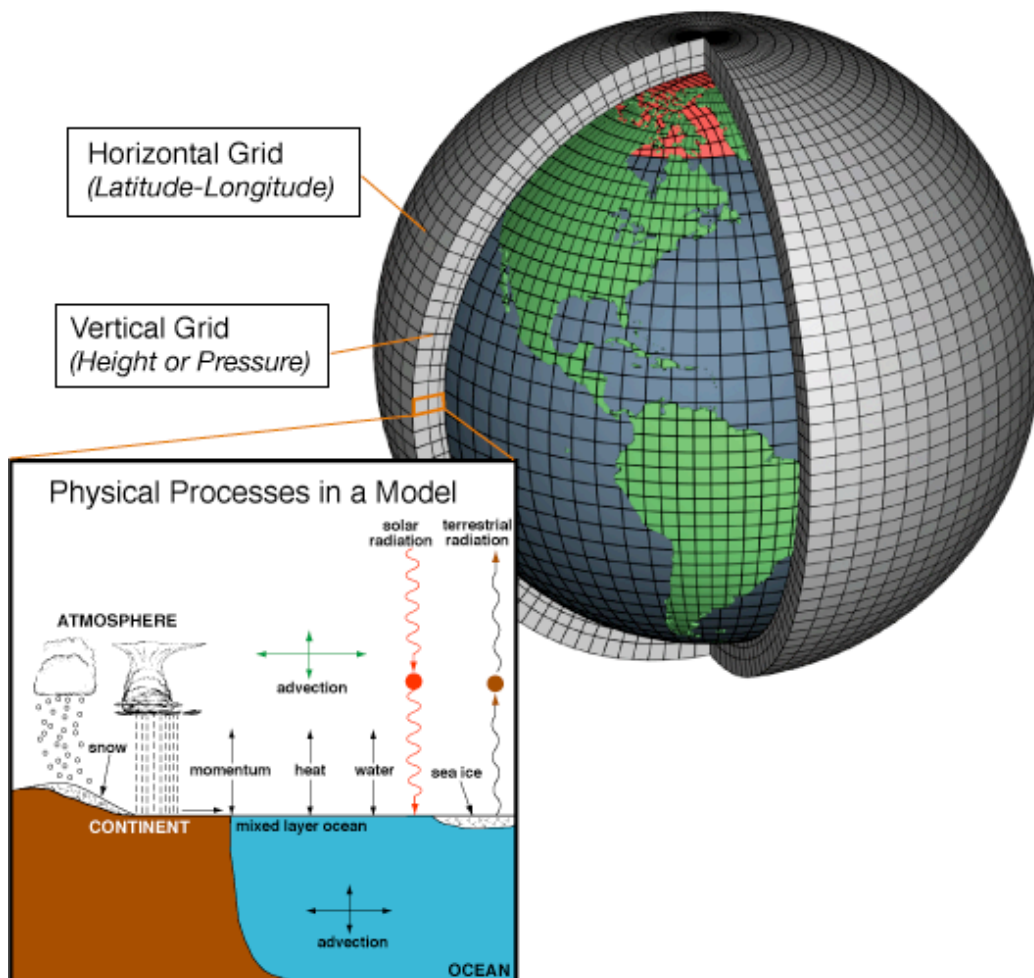 Horizontal Grid
(Latitude-Longitude)
Vertical Grid
(Height or Pressure)
Physical Processes in a Model
solar
radiation
terrestrial
radiation
ATMOSPHERE
advection
snow
momentum
heat
water
sea ice
CONTINENT
mixed layer ocean
advection
OCEAN